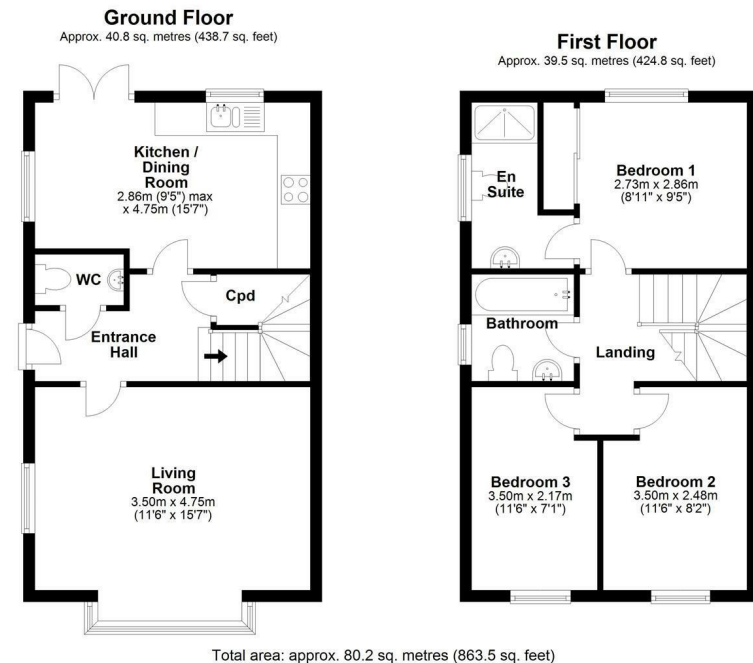 Ground Floor
Approx. 40.8 sq. metres (438.7 sq. feet)
Kitchen /
Dining
Room
2.86m (9'5") max
x 4.75m (15'7")
WC
Cpd
Entrance
Hall
Living
Room
3.50m x 4.75m
(11'6" x 15'7")
First Floor
Approx. 39.5 sq. metres (424.8 sq. feet)
En
Suite
Bedroom 1
2.73m x 2.86m
(8'11" x 9'5")
Bathroom
Landing
Bedroom 3
3.50m x 2.17m
(11'6" x 7'1")
Bedroom 2
3.50m x 2.48m
(11'6" x 8'2")
Total area: approx. 80.2 sq. metres (863.5 sq. feet)